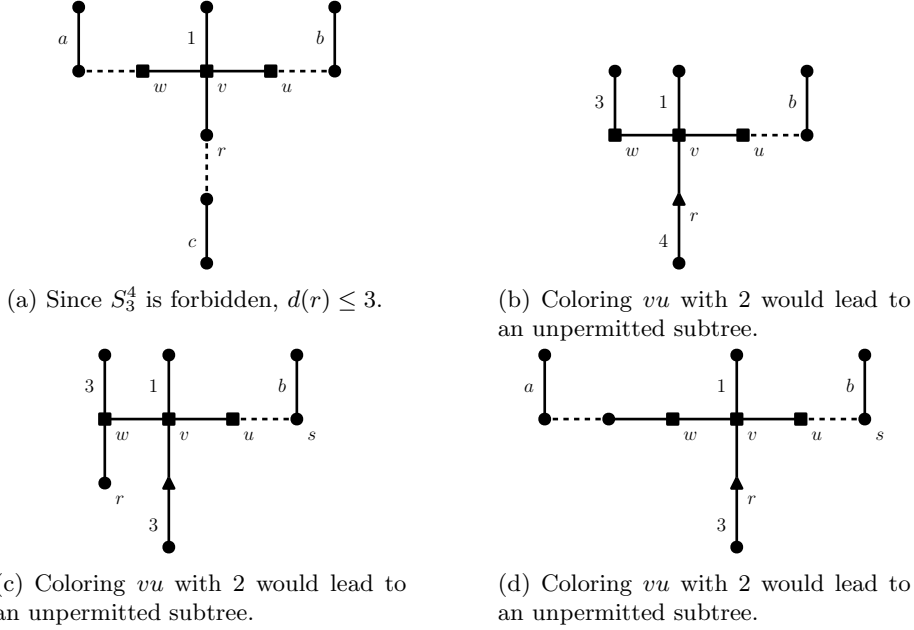 a 1 b
w v u
r
c
(a) Since $S_3^4$ is forbidden, $d(r) \leq 3$.
3 1 b
w v u
r
4
(b) Coloring vu with 2 would lead to
an unpermitted subtree.
3 1 b
w v u s
r
3
(c) Coloring vu with 2 would lead to
an unpermitted subtree.
a 1 b
w v u s
r
3
(d) Coloring vu with 2 would lead to
an unpermitted subtree.